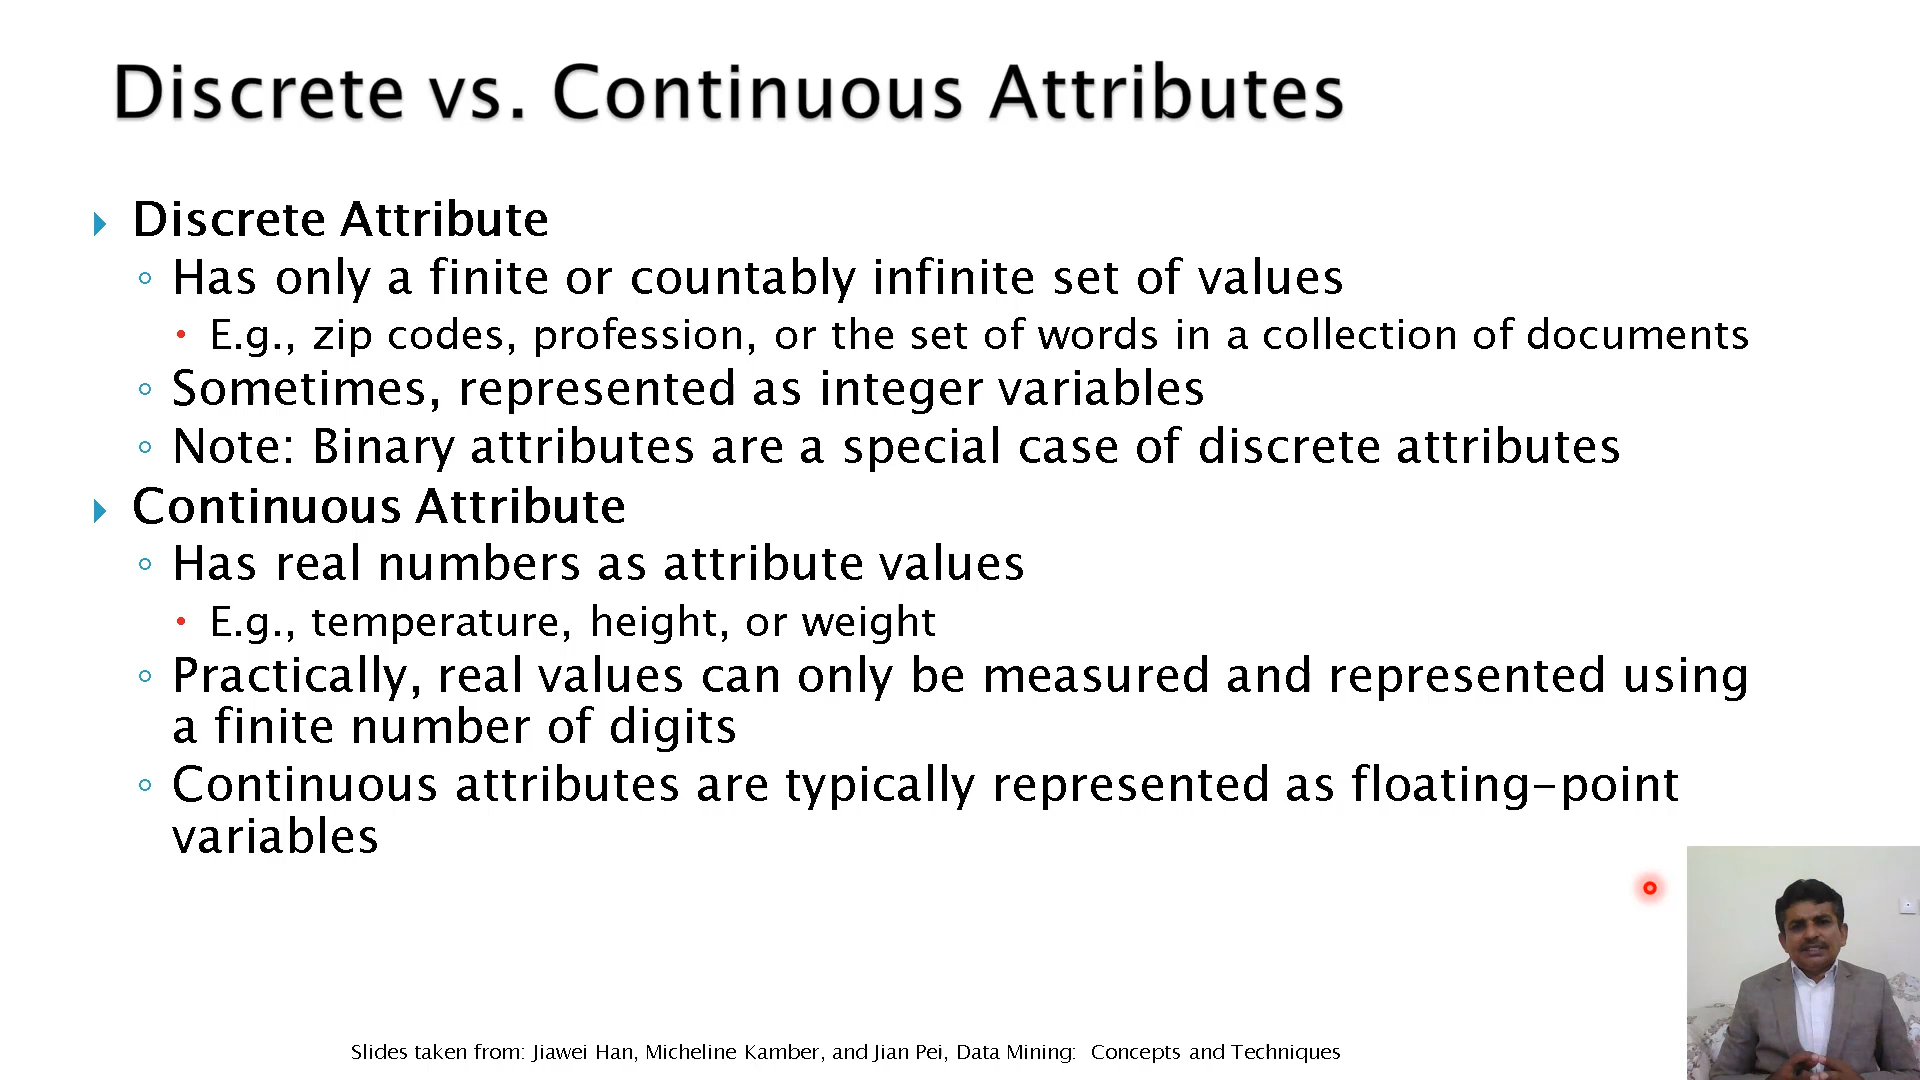 Discrete vs. Continuous Attributes
Discrete Attribute
Has only a finite or countably infinite set of values
E.g., zip codes, profession, or the set of words in a collection of documents
Sometimes, represented as integer variables
Note: Binary attributes are a special case of discrete attributes
Continuous Attribute
Has real numbers as attribute values
E.g., temperature, height, or weight
Practically, real values can only be measured and represented using
a finite number of digits
Continuous attributes are typically represented as floating-point
variables
Slides taken from: Jiawei Han, Micheline Kamber, and Jian Pei, Data Mining: Concepts and Techniques